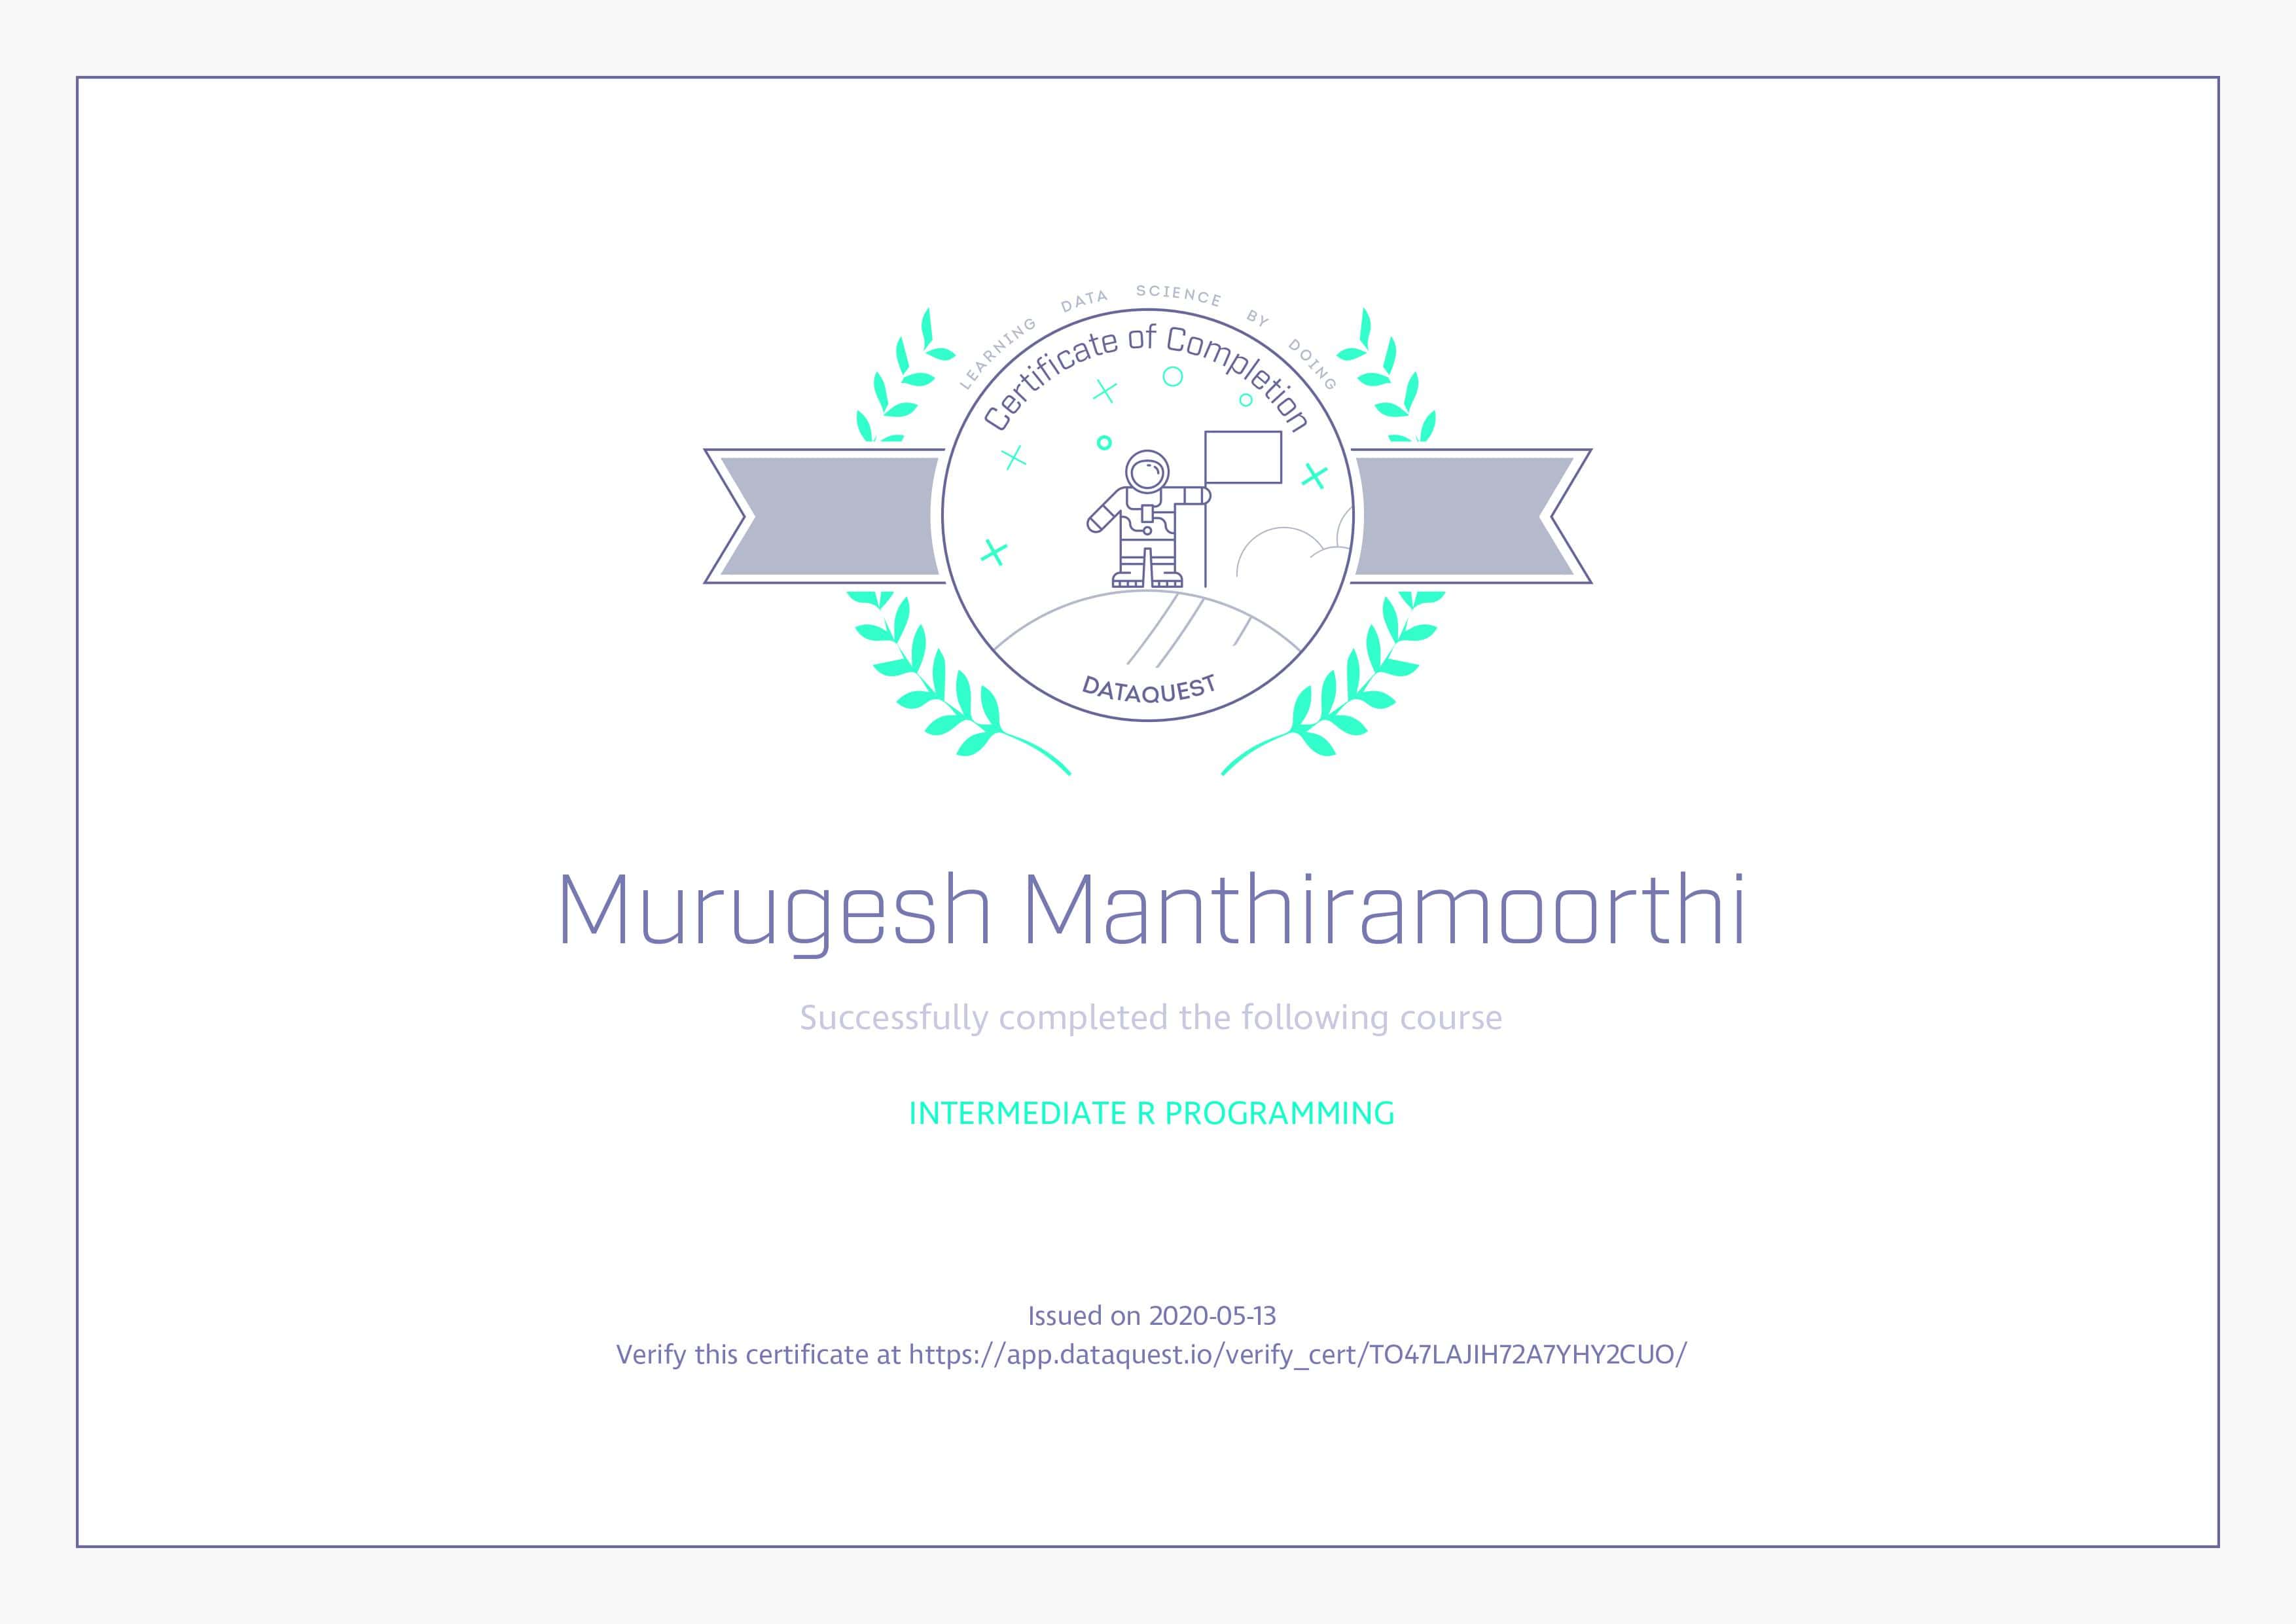 LEARNING DATA SCIENCE BY DOING
Certificate of Completion
DATAQUEST
Murugesh Manthiramoorthi
Successfully completed the following course
INTERMEDIATE R PROGRAMMING
Issued on 2020-05-13
Verify this certificate at https://app.dataquest.io/verify_cert/TO47LAJIH72A7YHY2CUO/